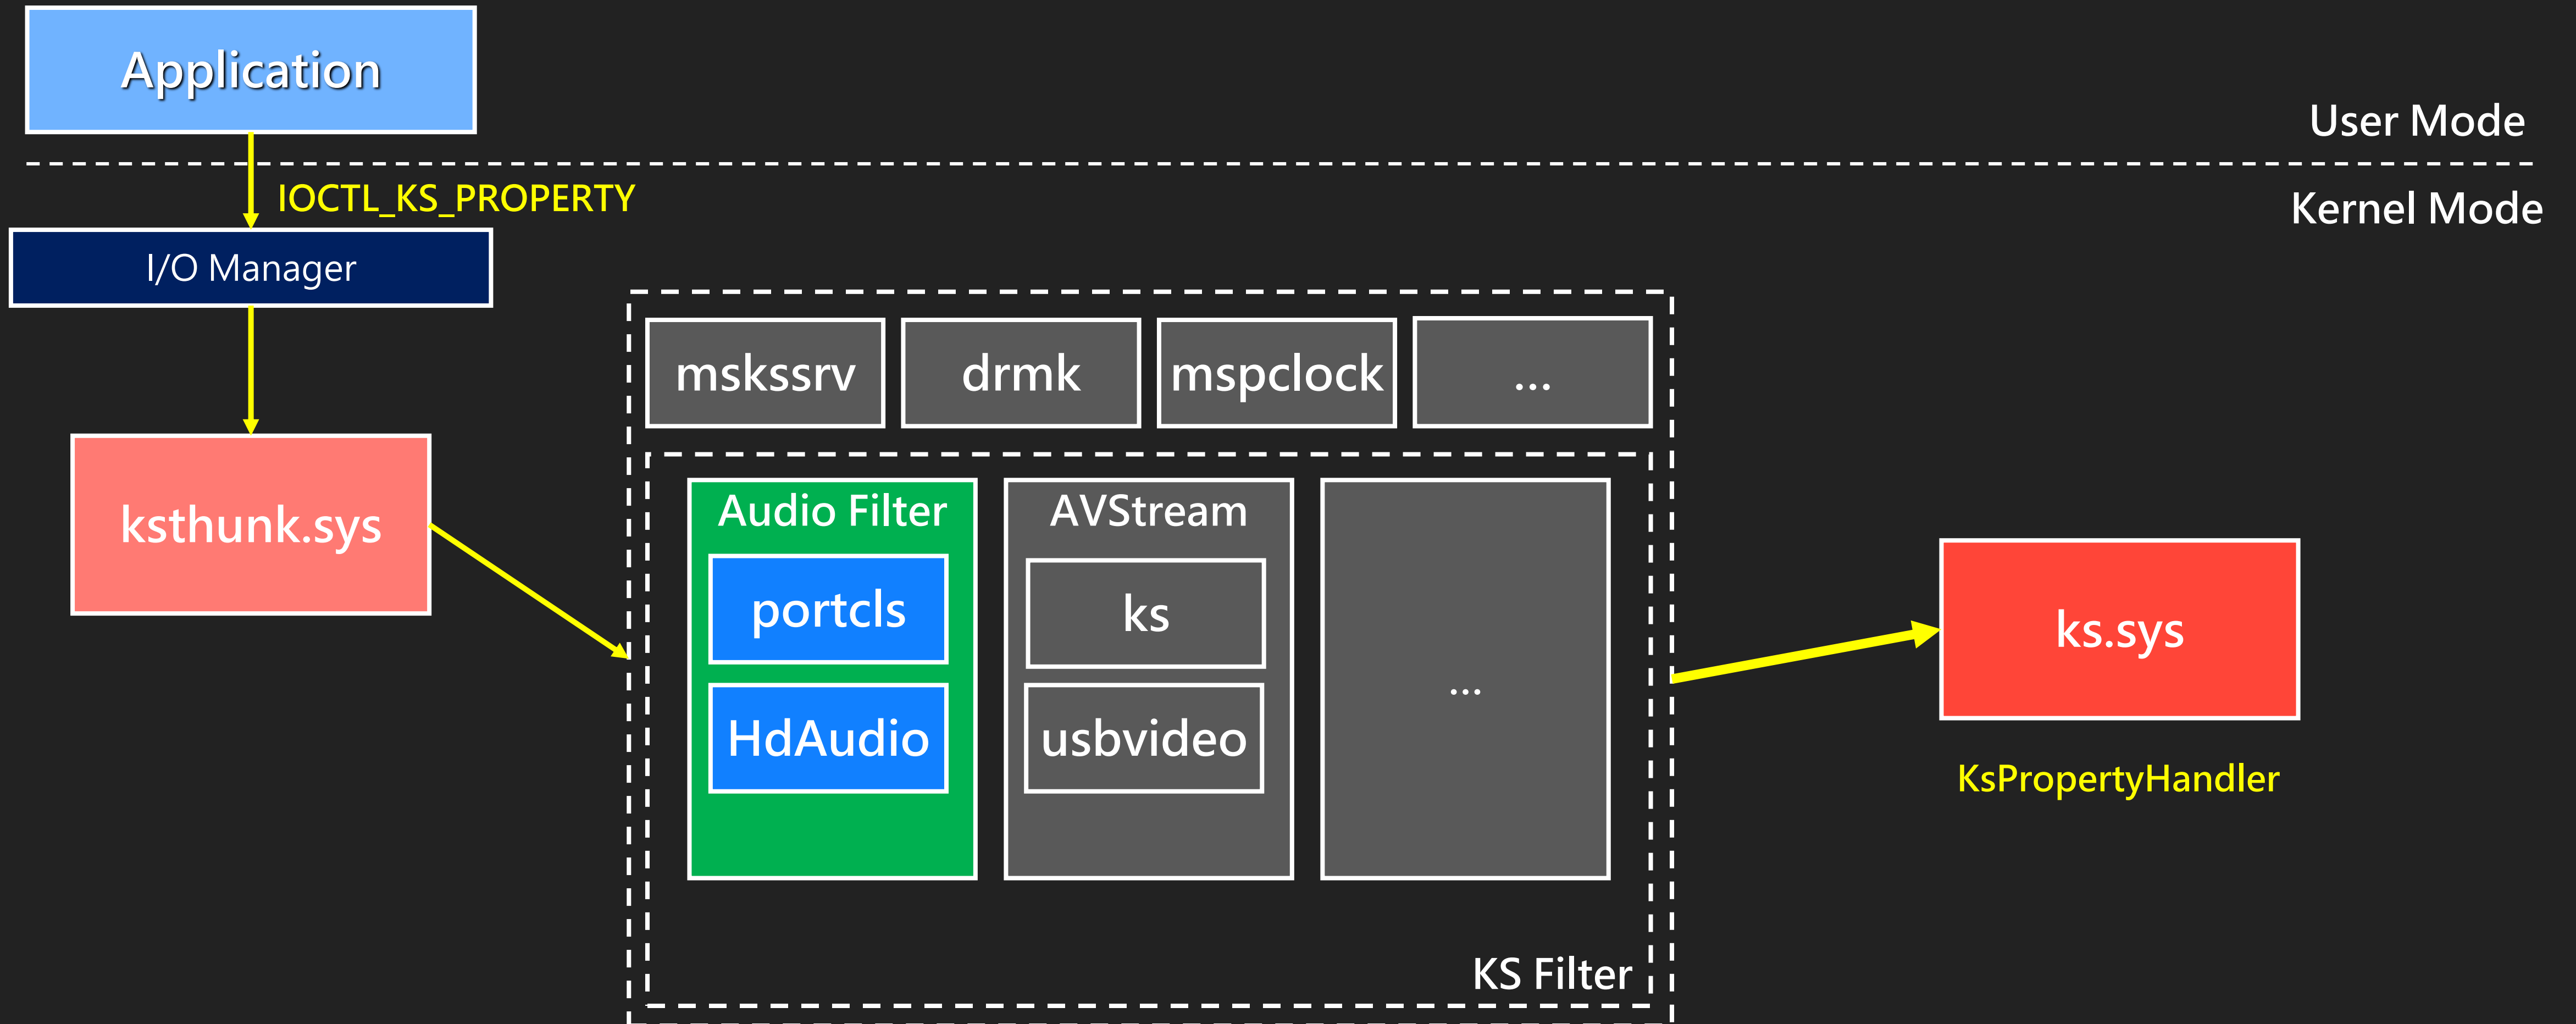 Application
User Mode
IOCTL_KS_PROPERTY
Kernel Mode
I/O Manager
mskssrv
drmk
mspclock
...
ksthunk.sys
Audio Filter
portcls
HdAudio
AVStream
ks
usbvideo
...
KS Filter
ks.sys
KsPropertyHandler